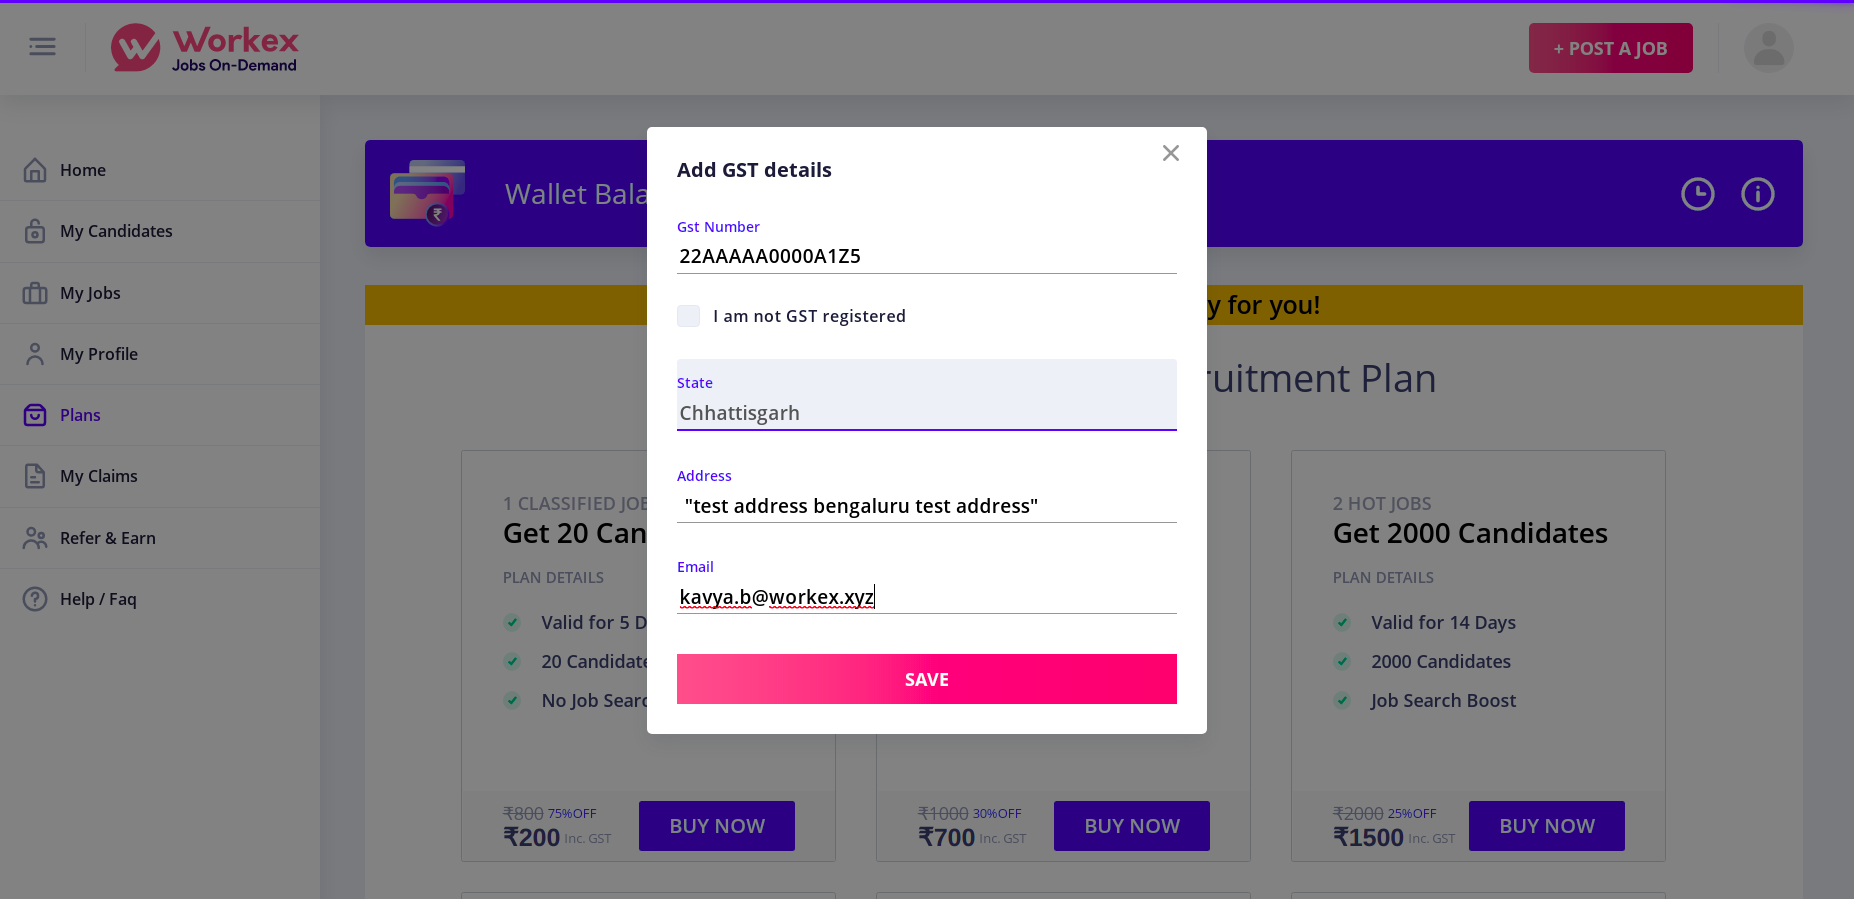 Workex
Jobs On-Demand
+ POST A JOB
Home
My Candidates
My Jobs
My Profile
Plans
My Claims
Refer & Earn
Help / Faq
Wallet Bala
y for you!
ruitment Plan
Add GST details
Gst Number
22AAAAA0000A1Z5
I am not GST registered
State
Chhattisgarh
Address
"test address bengaluru test address"
Email
kavya.b@workex.xyz
SAVE
1 CLASSIFIED JOB
Get 20 Can
PLAN DETAILS
Valid for 5 D
20 Candidate
No Job Searc
₹800 75%OFF
₹200 Inc. GST
BUY NOW
₹1000 30%OFF
₹700 Inc. GST
BUY NOW
2 HOT JOBS
Get 2000 Candidates
PLAN DETAILS
Valid for 14 Days
2000 Candidates
Job Search Boost
₹2000 25%OFF
₹1500 Inc. GST
BUY NOW